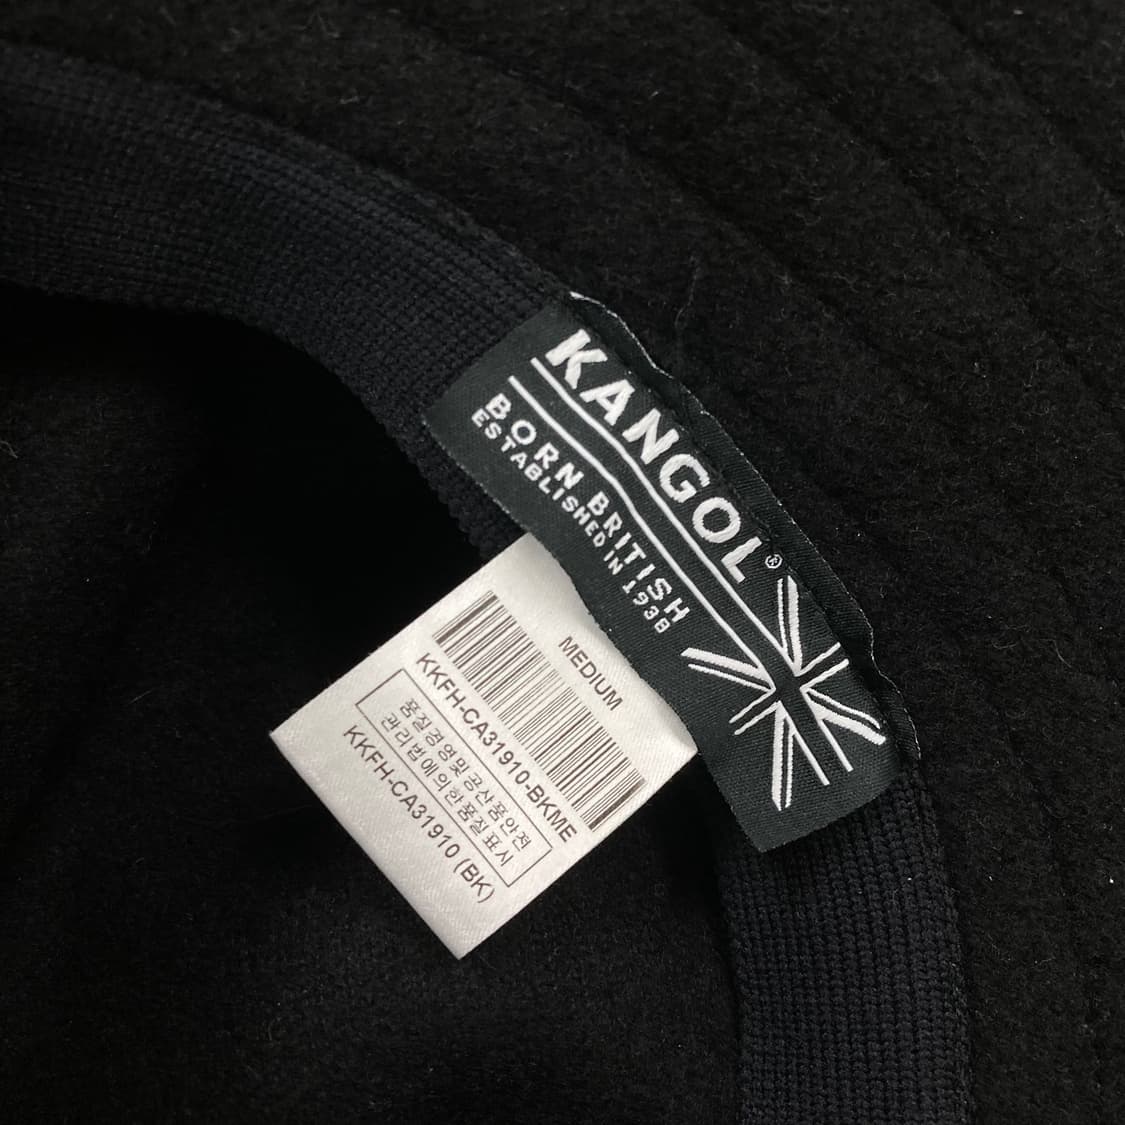 KANGOL®
BORN BRITISH
ESTABLISHED IN 1938
MEDIUM
KKFH-CA31910-BKME
품질경영및공산품안전
관리법에의한품질표시
KKFH-CA31910 (BK)